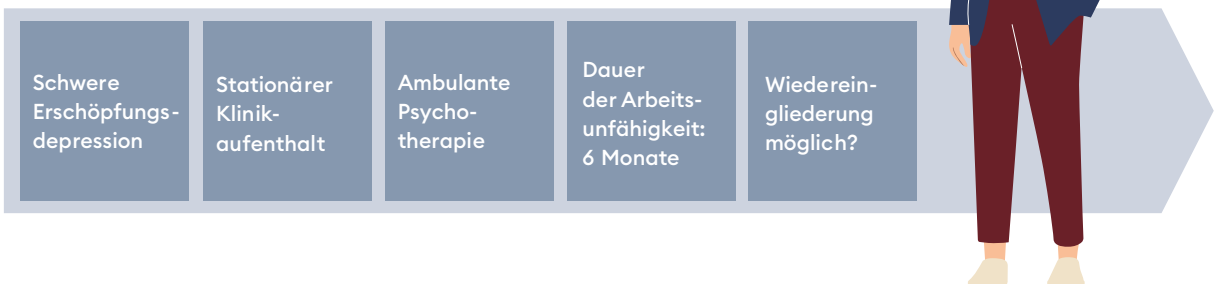 Schwere
Erschöpfungs-
depression
Stationärer
Klinik-
aufenthalt
Ambulante
Psycho-
therapie
Dauer
der Arbeits-
unfähigkeit:
6 Monate
Wiederein-
gliederung
möglich?